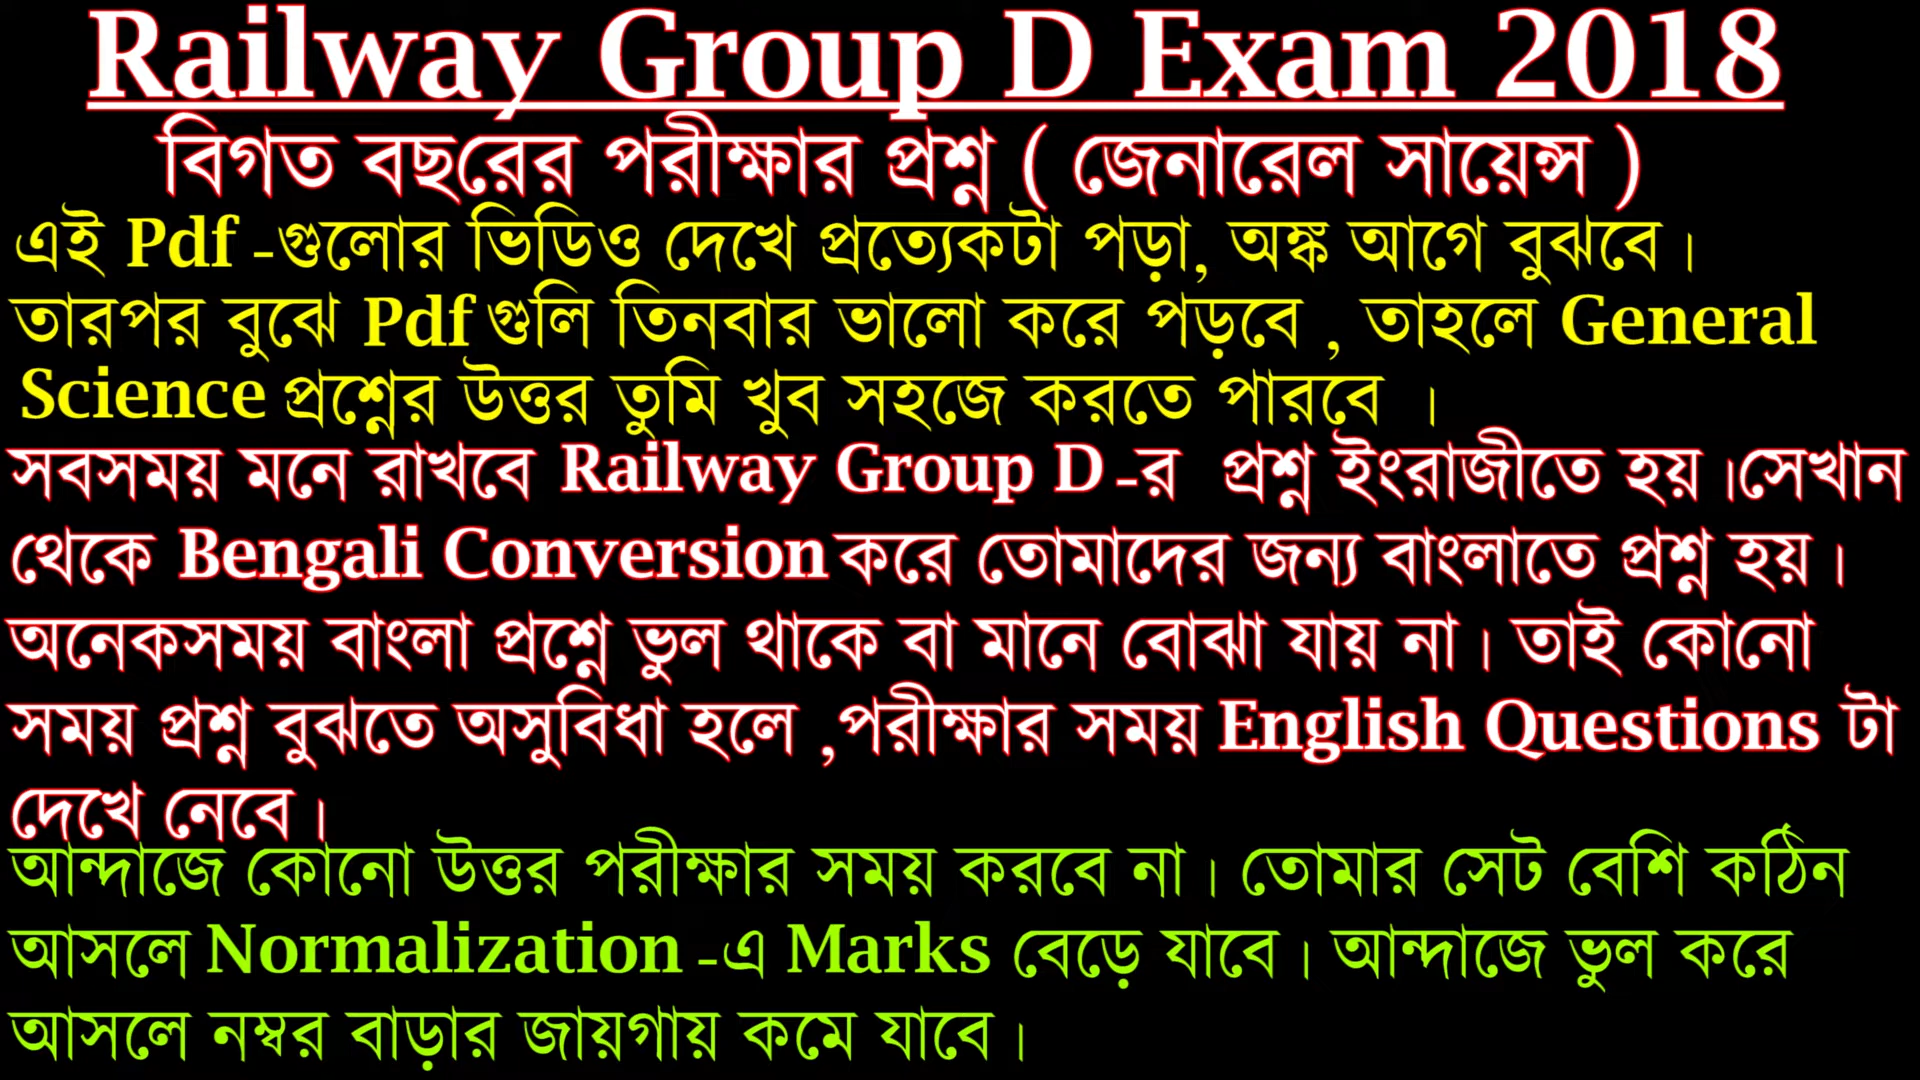 Railway Group D Exam 2018
বিগত বছরের পরীক্ষার প্রশ্ন ( জেনারেল সায়েন্স )
এই Pdf -গুলোর ভিডিও দেখে প্রত্যেকটা পড়া, অঙ্ক আগে বুঝবে।
তারপর বুঝে Pdf গুলি তিনবার ভালো করে পড়বে , তাহলে General
Science প্রশ্নের উত্তর তুমি খুব সহজে করতে পারবে ।
সবসময় মনে রাখবে Railway Group D -র প্রশ্ন ইংরাজীতে হয় ।সেখান
থেকে Bengali Conversion করে তোমাদের জন্য বাংলাতে প্রশ্ন হয় ।
অনেকসময় বাংলা প্রশ্নে ভুল থাকে বা মানে বোঝা যায় না । তাই কোনো
সময় প্রশ্ন বুঝতে অসুবিধা হলে ,পরীক্ষার সময় English Questions টা
দেখে নেবে ।
আন্দাজে কোনো উত্তর পরীক্ষার সময় করবে না । তোমার সেট বেশি কঠিন
আসলে Normalization -এ Marks বেড়ে যাবে । আন্দাজে ভুল করে
আসলে নম্বর বাড়ার জায়গায় কমে যাবে ।